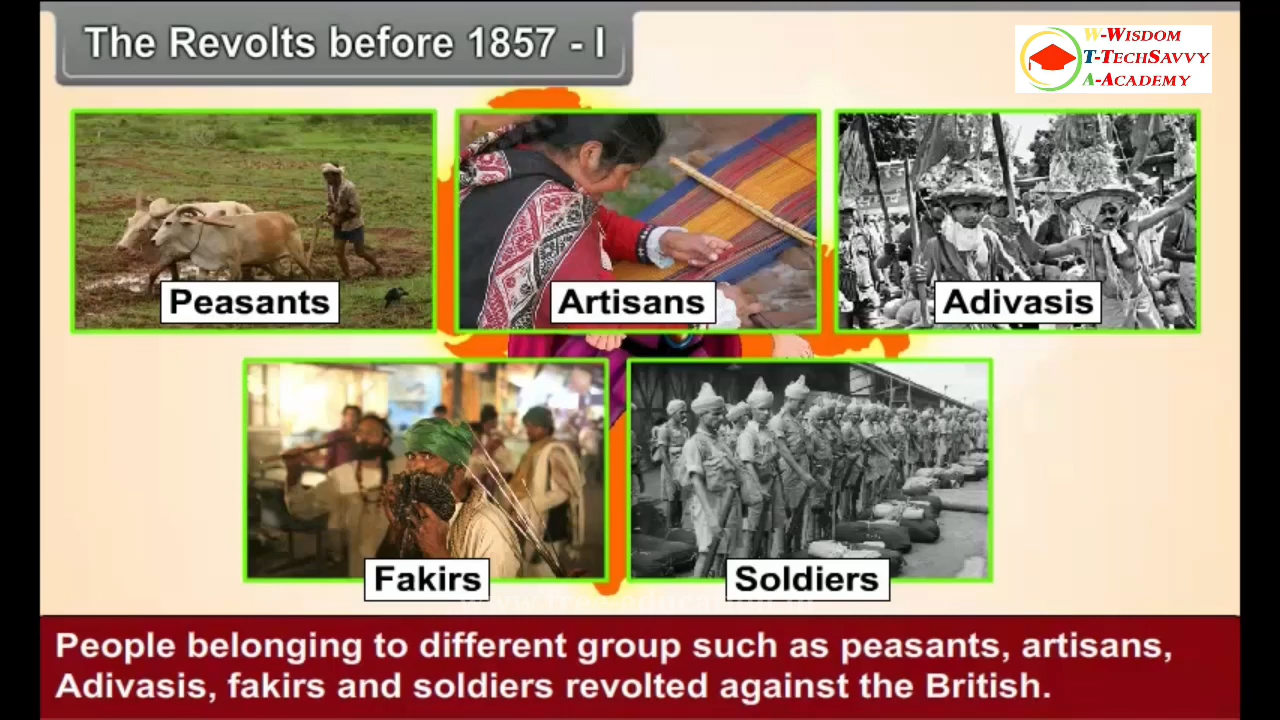 The Revolts before 1857 - I
W-Wisdom
T-TechSavvy
A-Academy
Peasants
Artisans
Adivasis
Fakirs
Soldiers
People belonging to different group such as peasants, artisans,
Adivasis, fakirs and soldiers revolted against the British.